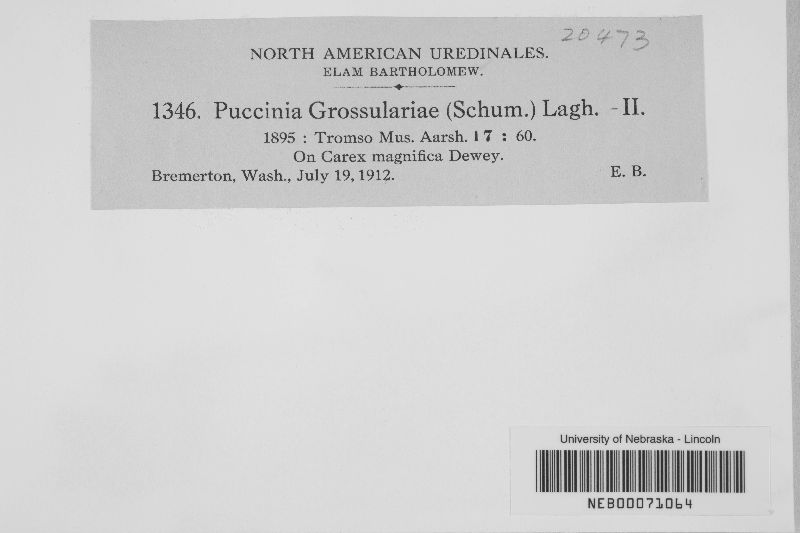 20473
NORTH AMERICAN UREDINALES.
ELAM BARTHOLOMEW.
1346. Puccinia Grossulariae (Schum.) Lagh. - II.
1895 : Tromso Mus. Aarsh. 17 : 60.
On Carex magnifica Dewey.
Bremerton, Wash., July 19, 1912. E. B.
University of Nebraska - Lincoln
NEB00071064